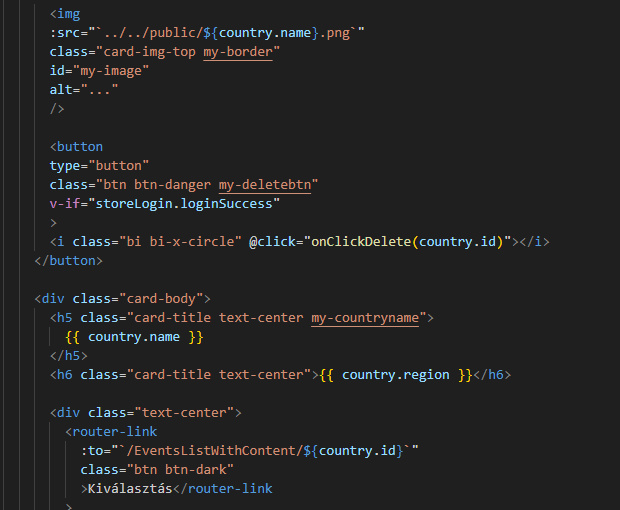 <img
:src="`../../public/${country.name}.png`"
class="card-img-top my-border"
id="my-image"
alt="..."
/>
<button
type="button"
class="btn btn-danger my-deletebtn"
v-if="storeLogin.loginSuccess"
>
<i class="bi bi-x-circle" @click="onClickDelete(country.id)"></i>
</button>
<div class="card-body">
<h5 class="card-title text-center my-countryname">
{{ country.name }}
</h5>
<h6 class="card-title text-center">{{ country.region }}</h6>
<div class="text-center">
<router-link
:to="`/EventsListWithContent/${country.id}`"
class="btn btn-dark"
>Kiválasztás</router-link
>